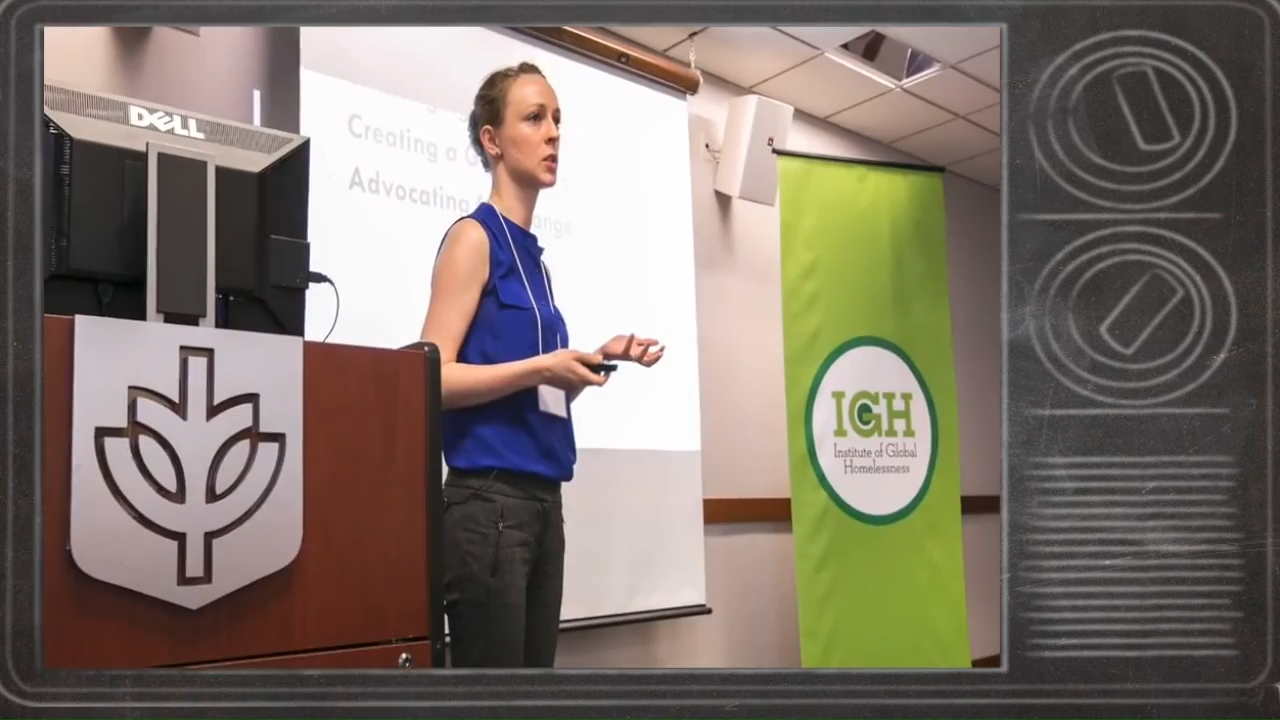 DELL
Creating a
Advocating
IGH
Institute of Global
Homelessness